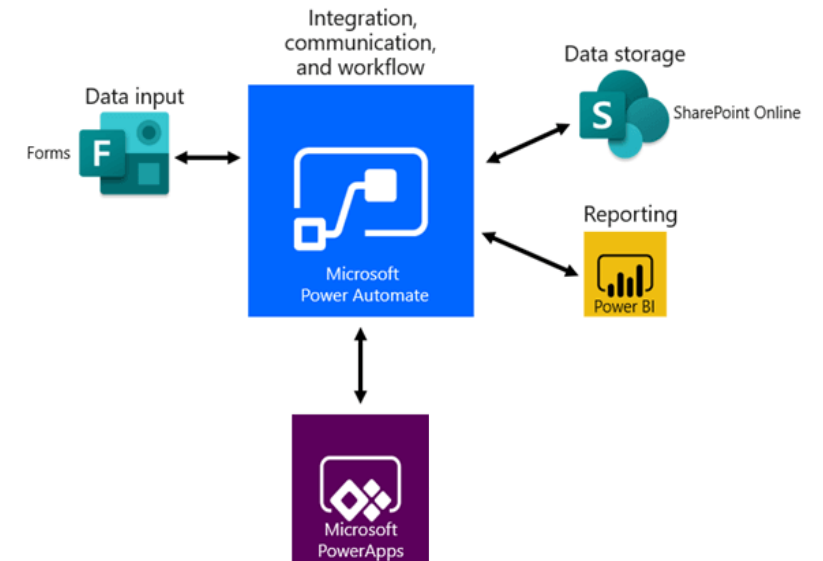 Integration,
communication,
and workflow
Data storage
S
SharePoint Online
Data input
Forms
F
Microsoft
Power Automate
Reporting
Power BI
Microsoft
PowerApps